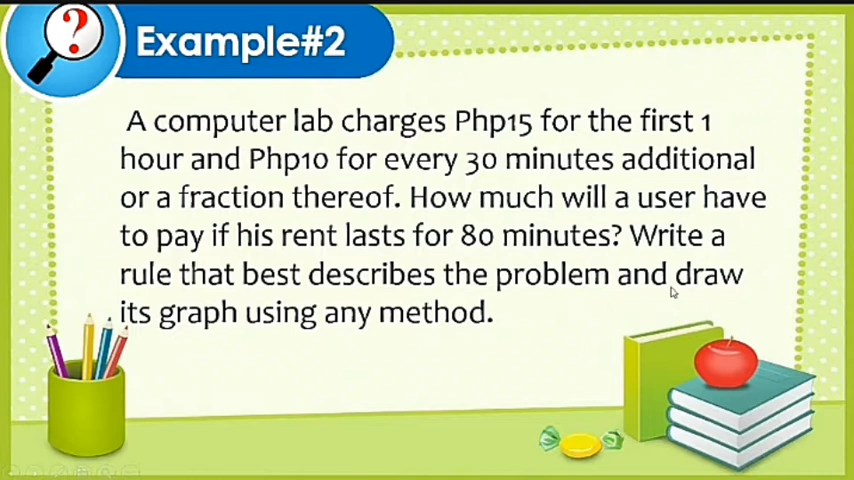 ?
Example#2
A computer lab charges Php15 for the first 1
hour and Php10 for every 30 minutes additional
or a fraction thereof. How much will a user have
to pay if his rent lasts for 80 minutes? Write a
rule that best describes the problem and draw
its graph using any method.